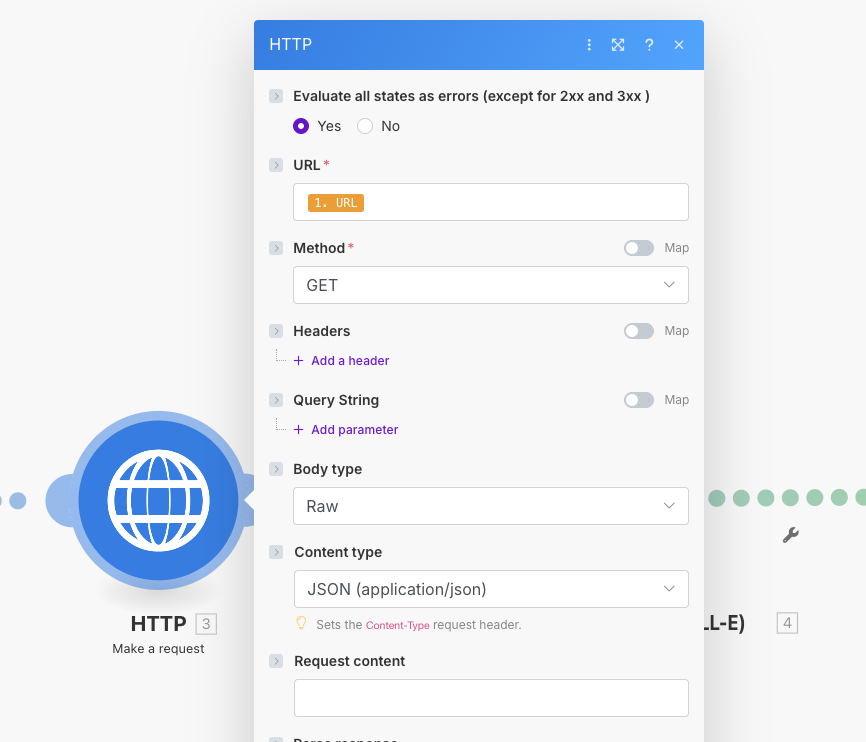 HTTP
?
Evaluate all states as errors (except for 2xx and 3xx )
Yes No
URL*
1. URL
Method* Map
GET
Headers Map
+ Add a header
Query String Map
+ Add parameter
Body type
Raw
Content type
JSON (application/json)
Sets the Content-Type request header.
Request content
Parse response
HTTP 3
Make a request
LL-E) 4